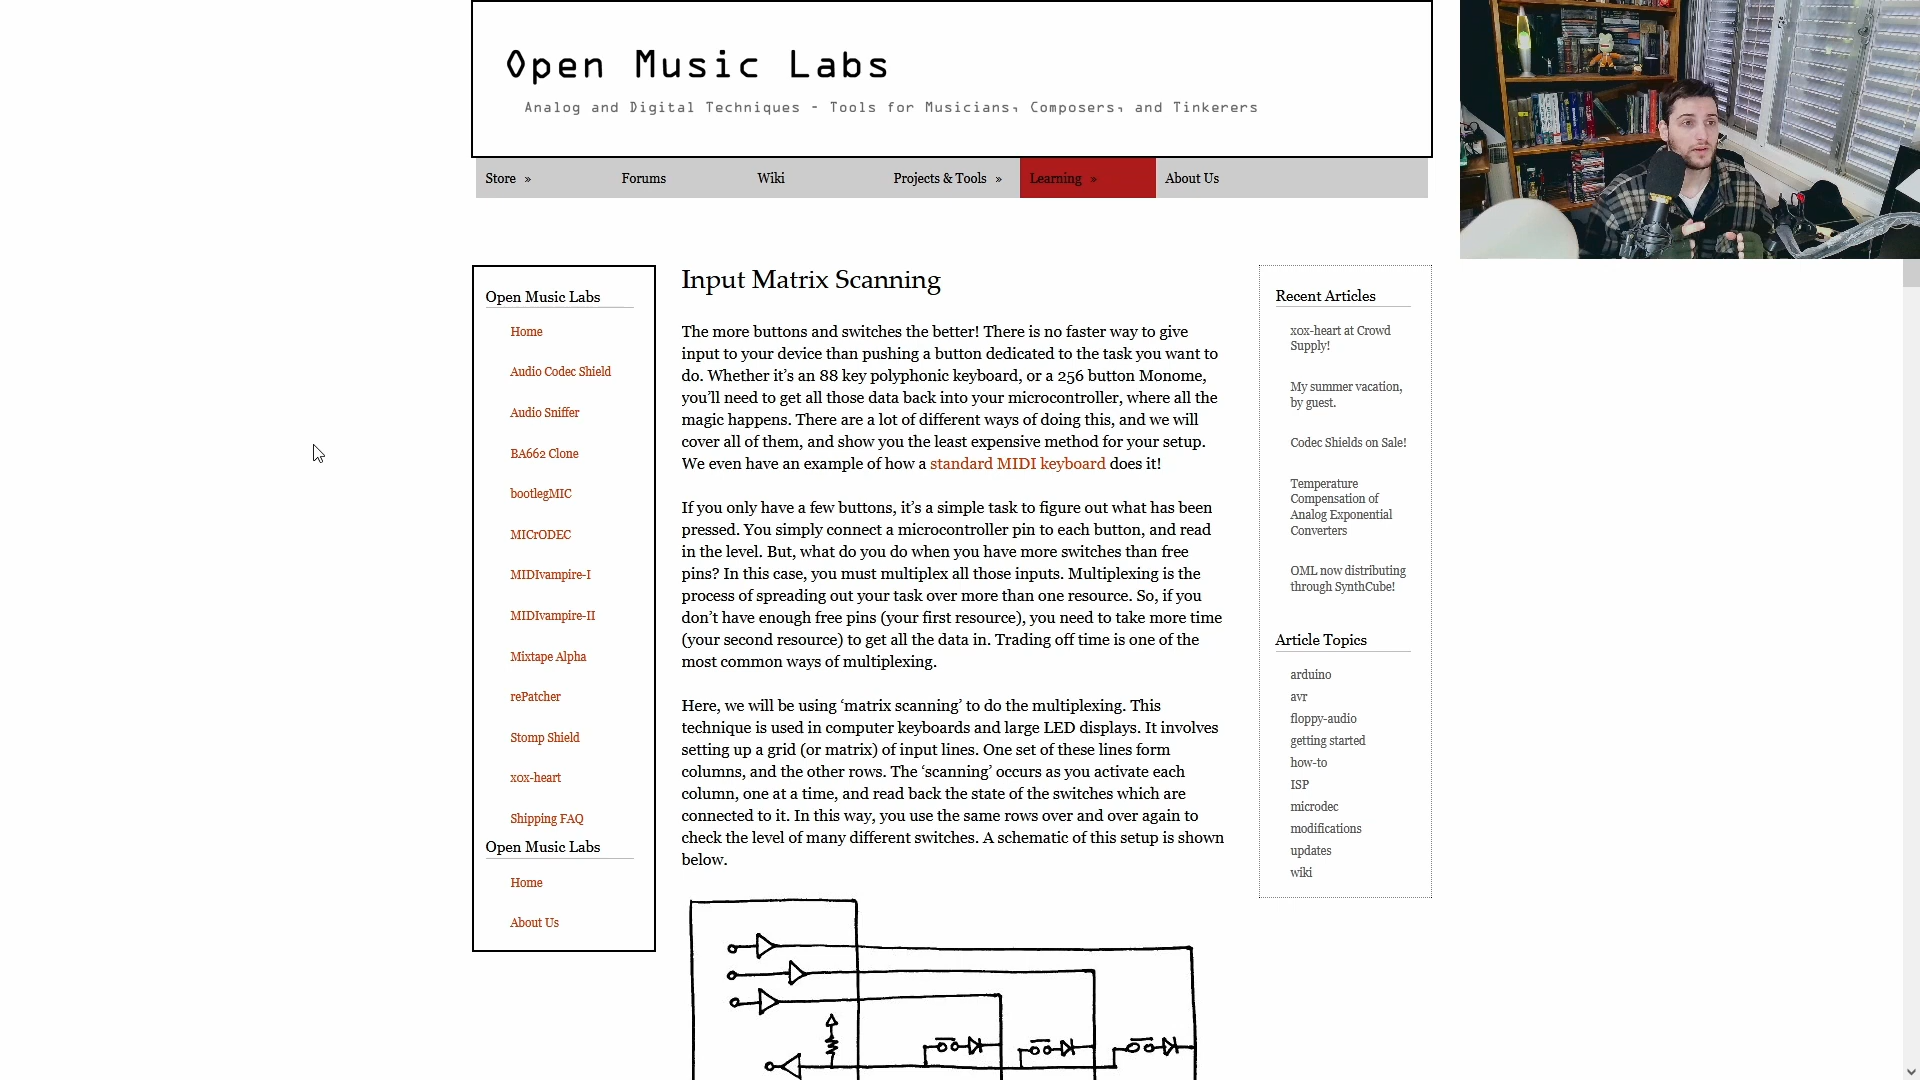 Open Music Labs
Analog and Digital Techniques - Tools for Musicians, Composers, and Tinkerers
Store »
Forums
Wiki
Projects & Tools »
Learning »
About Us
Open Music Labs
Home
Audio Codec Shield
Audio Sniffer
BA662 Clone
bootlegMIC
MICrODEC
MIDIvampire-I
MIDIvampire-II
Mixtape Alpha
rePatcher
Stomp Shield
xox-heart
Shipping FAQ
Open Music Labs
Home
About Us
Input Matrix Scanning
The more buttons and switches the better! There is no faster way to give
input to your device than pushing a button dedicated to the task you want to
do. Whether it’s an 88 key polyphonic keyboard, or a 256 button Monome,
you’ll need to get all those data back into your microcontroller, where all the
magic happens. There are a lot of different ways of doing this, and we will
cover all of them, and show you the least expensive method for your setup.
We even have an example of how a standard MIDI keyboard does it!
If you only have a few buttons, it’s a simple task to figure out what has been
pressed. You simply connect a microcontroller pin to each button, and read
in the level. But, what do you do when you have more switches than free
pins? In this case, you must multiplex all those inputs. Multiplexing is the
process of spreading out your task over more than one resource. So, if you
don’t have enough free pins (your first resource), you need to take more time
(your second resource) to get all the data in. Trading off time is one of the
most common ways of multiplexing.
Here, we will be using ‘matrix scanning’ to do the multiplexing. This
technique is used in computer keyboards and large LED displays. It involves
setting up a grid (or matrix) of input lines. One set of these lines form
columns, and the other rows. The ‘scanning’ occurs as you activate each
column, one at a time, and read back the state of the switches which are
connected to it. In this way, you use the same rows over and over again to
check the level of many different switches. A schematic of this setup is shown
below.
Recent Articles
xox-heart at Crowd
Supply!
My summer vacation,
by guest.
Codec Shields on Sale!
Temperature
Compensation of
Analog Exponential
Converters
OML now distributing
through SynthCube!
Article Topics
arduino
avr
floppy-audio
getting started
how-to
ISP
microdec
modifications
updates
wiki